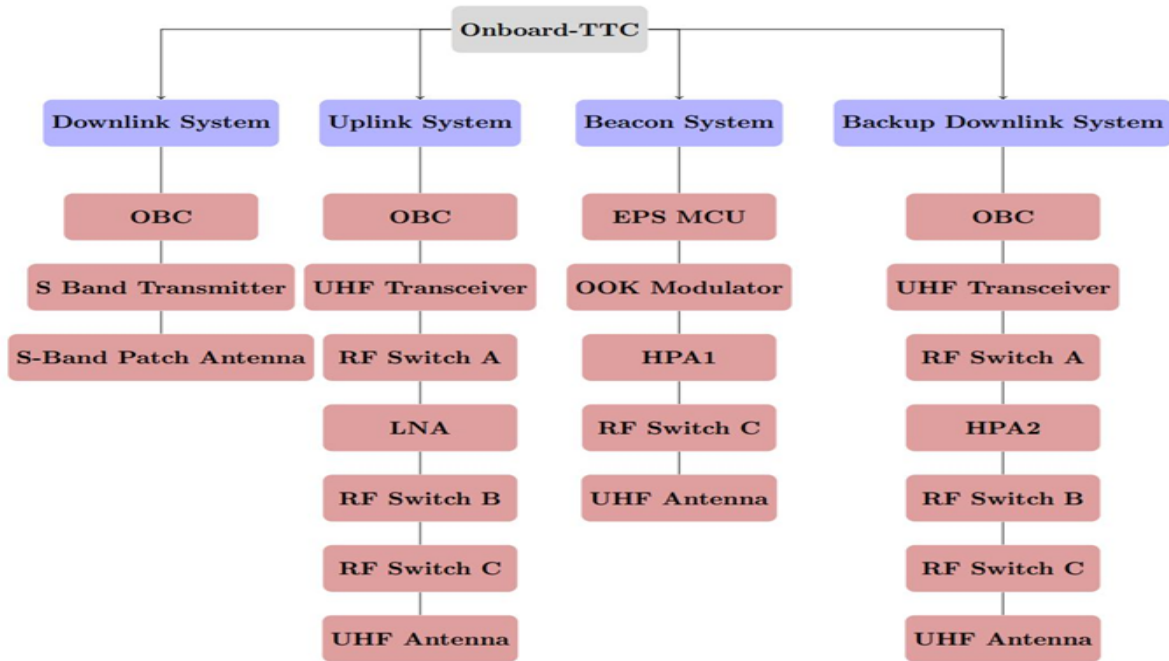 Onboard-TTC
Downlink System
Uplink System
Beacon System
Backup Downlink System
OBC
S Band Transmitter
S-Band Patch Antenna
OBC
UHF Transceiver
RF Switch A
LNA
RF Switch B
RF Switch C
UHF Antenna
EPS MCU
OOK Modulator
HPA1
RF Switch C
UHF Antenna
OBC
UHF Transceiver
RF Switch A
HPA2
RF Switch B
RF Switch C
UHF Antenna